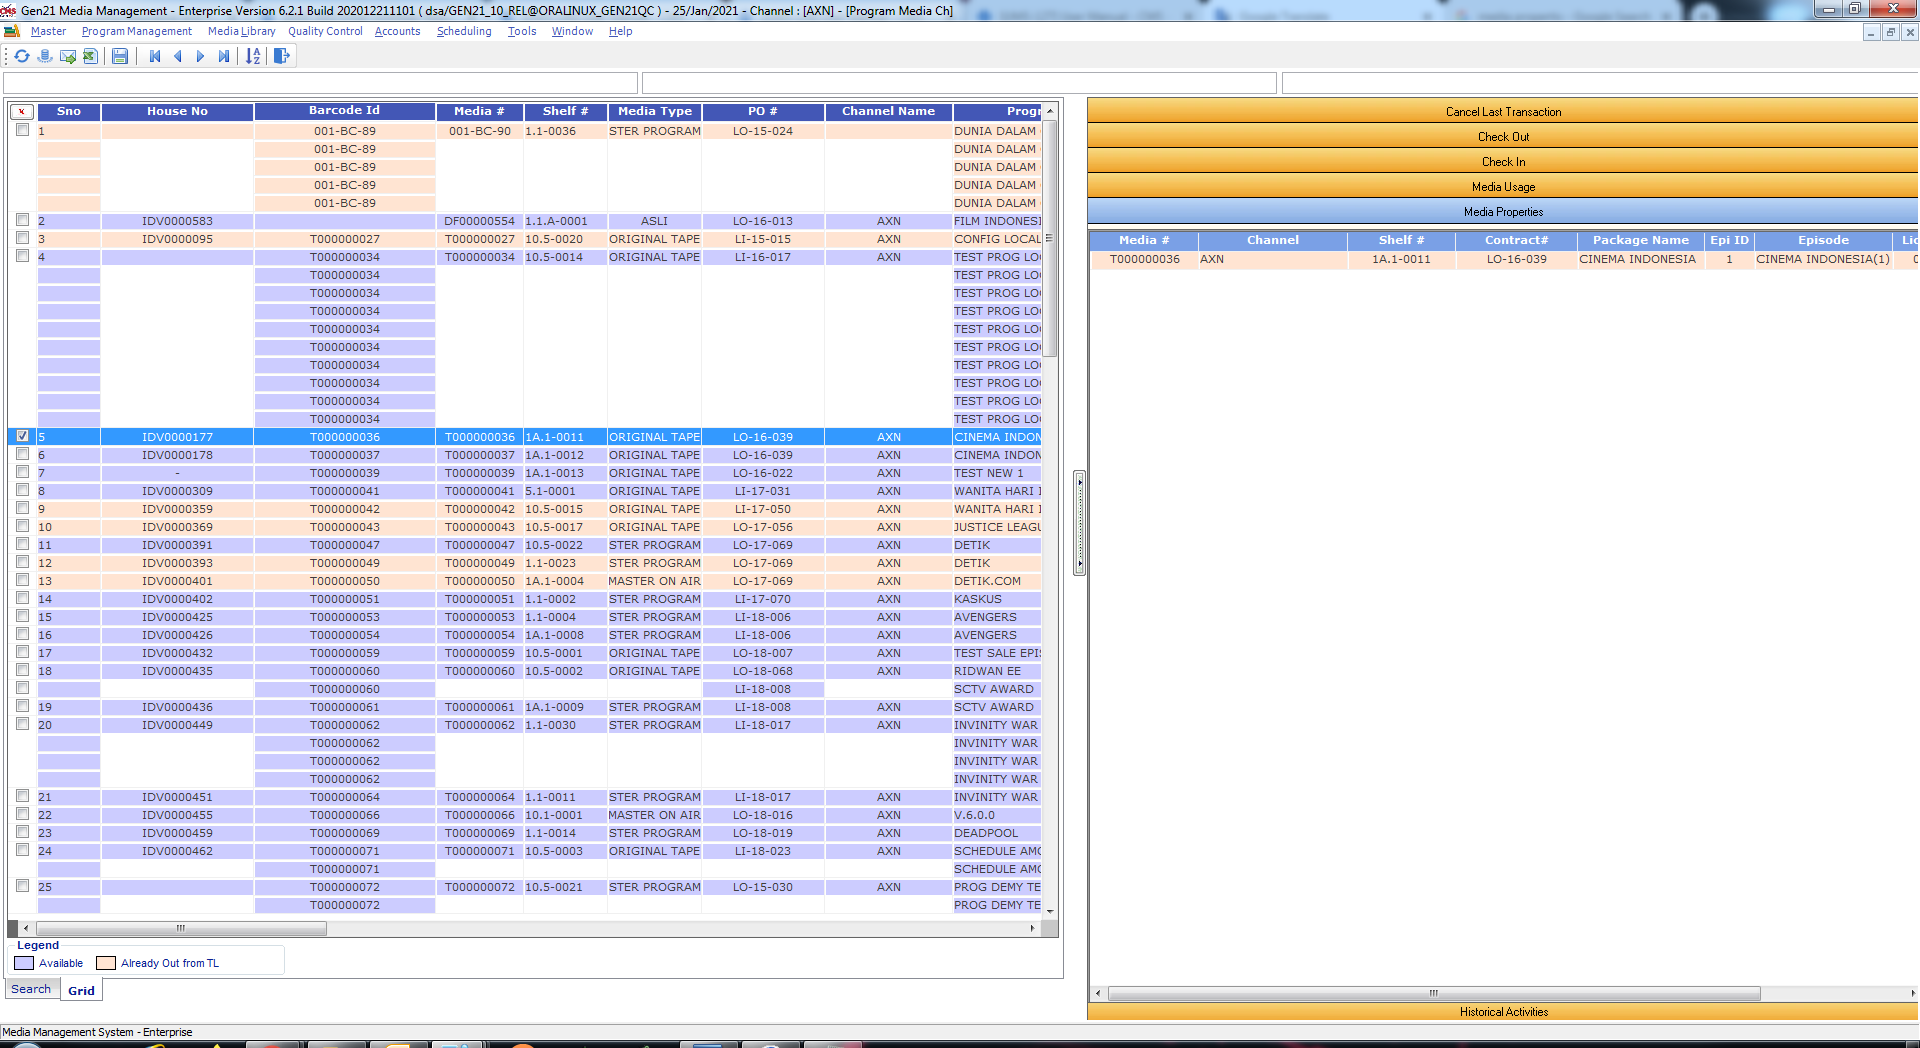 Gen21 Media Management - Enterprise Version 6.2.1 Build 202012211101 ( dsa/GEN21_10_REL@ORALINUX_GEN21QC ) - 25/Jan/2021 - Channel : [AXN] - [Program Media Ch]
Master Program Management Media Library Quality Control Accounts Scheduling Tools Window Help
x Sno House No Barcode Id Media # Shelf # Media Type PO # Channel Name Progr
1 001-BC-89 001-BC-90 1.1-0036 STER PROGRAM LO-15-024 DUNIA DALAM
001-BC-89 DUNIA DALAM
001-BC-89 DUNIA DALAM
001-BC-89 DUNIA DALAM
001-BC-89 DUNIA DALAM
2 IDV0000583 DF00000554 1.1.A-0001 ASLI LO-16-013 AXN FILM INDONESI
3 IDV0000095 T000000027 T000000027 10.5-0020 ORIGINAL TAPE LI-15-015 AXN CONFIG LOCAL
4 T000000034 T000000034 10.5-0014 ORIGINAL TAPE LI-16-017 AXN TEST PROG LO
T000000034 TEST PROG LO
T000000034 TEST PROG LO
T000000034 TEST PROG LO
T000000034 TEST PROG LO
T000000034 TEST PROG LO
T000000034 TEST PROG LO
T000000034 TEST PROG LO
T000000034 TEST PROG LO
T000000034 TEST PROG LO
5 IDV0000177 T000000036 T000000036 1A.1-0011 ORIGINAL TAPE LO-16-039 AXN CINEMA INDON
6 IDV0000178 T000000037 T000000037 1A.1-0012 ORIGINAL TAPE LO-16-039 AXN CINEMA INDON
7 - T000000039 T000000039 1A.1-0013 ORIGINAL TAPE LO-16-022 AXN TEST NEW 1
8 IDV0000309 T000000041 T000000041 5.1-0001 ORIGINAL TAPE LI-17-031 AXN WANITA HARI I
9 IDV0000359 T000000042 T000000042 10.5-0015 ORIGINAL TAPE LI-17-050 AXN WANITA HARI I
10 IDV0000369 T000000043 T000000043 10.5-0017 ORIGINAL TAPE LO-17-056 AXN JUSTICE LEAGU
11 IDV0000391 T000000047 T000000047 10.5-0022 STER PROGRAM LO-17-069 AXN DETIK
12 IDV0000393 T000000049 T000000049 1.1-0023 STER PROGRAM LO-17-069 AXN DETIK
13 IDV0000401 T000000050 T000000050 1A.1-0004 MASTER ON AIR LO-17-069 AXN DETIK.COM
14 IDV0000402 T000000051 T000000051 1.1-0002 STER PROGRAM LI-17-070 AXN KASKUS
15 IDV0000425 T000000053 T000000053 1.1-0004 STER PROGRAM LI-18-006 AXN AVENGERS
16 IDV0000426 T000000054 T000000054 1A.1-0008 STER PROGRAM LI-18-006 AXN AVENGERS
17 IDV0000432 T000000059 T000000059 10.5-0001 ORIGINAL TAPE LO-18-007 AXN TEST SALE EPI
18 IDV0000435 T000000060 T000000060 10.5-0002 ORIGINAL TAPE LO-18-068 AXN RIDWAN EE
T000000060 LI-18-008 SCTV AWARD
19 IDV0000436 T000000061 T000000061 1A.1-0009 STER PROGRAM LI-18-008 AXN SCTV AWARD
20 IDV0000449 T000000062 T000000062 1.1-0030 STER PROGRAM LI-18-017 AXN INVINITY WAR
T000000062 INVINITY WAR
T000000062 INVINITY WAR
T000000062 INVINITY WAR
21 IDV0000451 T000000064 T000000064 1.1-0011 STER PROGRAM LI-18-017 AXN INVINITY WAR
22 IDV0000455 T000000066 T000000066 10.1-0001 MASTER ON AIR LO-18-016 AXN V.6.0.0
23 IDV0000459 T000000069 T000000069 1.1-0014 STER PROGRAM LO-18-019 AXN DEADPOOL
24 IDV0000462 T000000071 T000000071 10.5-0003 ORIGINAL TAPE LI-18-023 AXN SCHEDULE AMO
T000000071 SCHEDULE AMO
25 T000000072 T000000072 10.5-0021 STER PROGRAM LO-15-030 AXN PROG DEMY TE
T000000072 PROG DEMY TE
Legend
Available Already Out from TL
Search Grid
Cancel Last Transaction
Check Out
Check In
Media Usage
Media Properties
Media # Channel Shelf # Contract# Package Name Epi ID Episode Lic
T000000036 AXN 1A.1-0011 LO-16-039 CINEMA INDONESIA 1 CINEMA INDONESIA(1)
Historical Activities
Media Management System - Enterprise